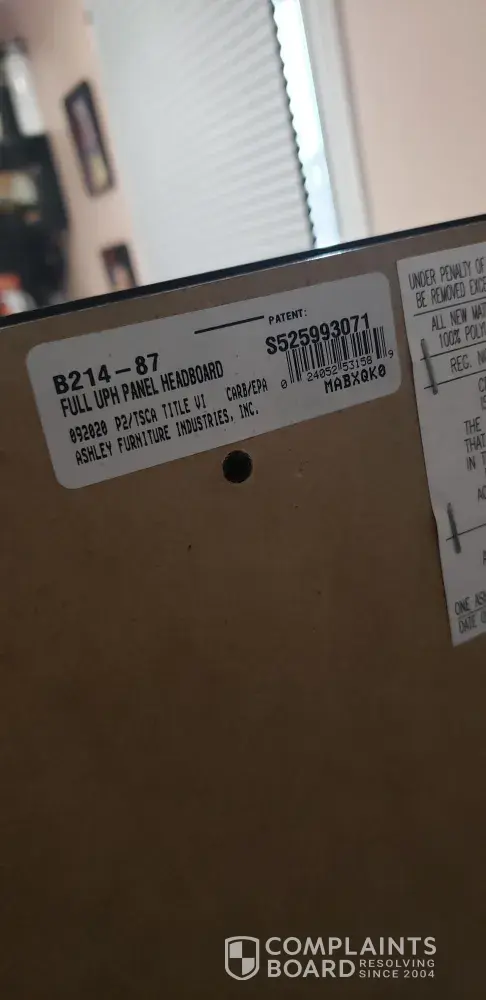 PATENT:
B214-87
S525993071
FULL UPH PANEL HEADBOARD
092020 P2/TSCA TITLE VI CARB/EPA
0 24052 53158 9
ASHLEY FURNITURE INDUSTRIES, INC.
MABXQK0
UNDER PENALTY OF
BE REMOVED EXCE
ALL NEW MAT
100% POLY
REG. N
THE
THAT
IN T
ONE AS
DATE
COMPLAINTS
BOARD RESOLVING
SINCE 2004